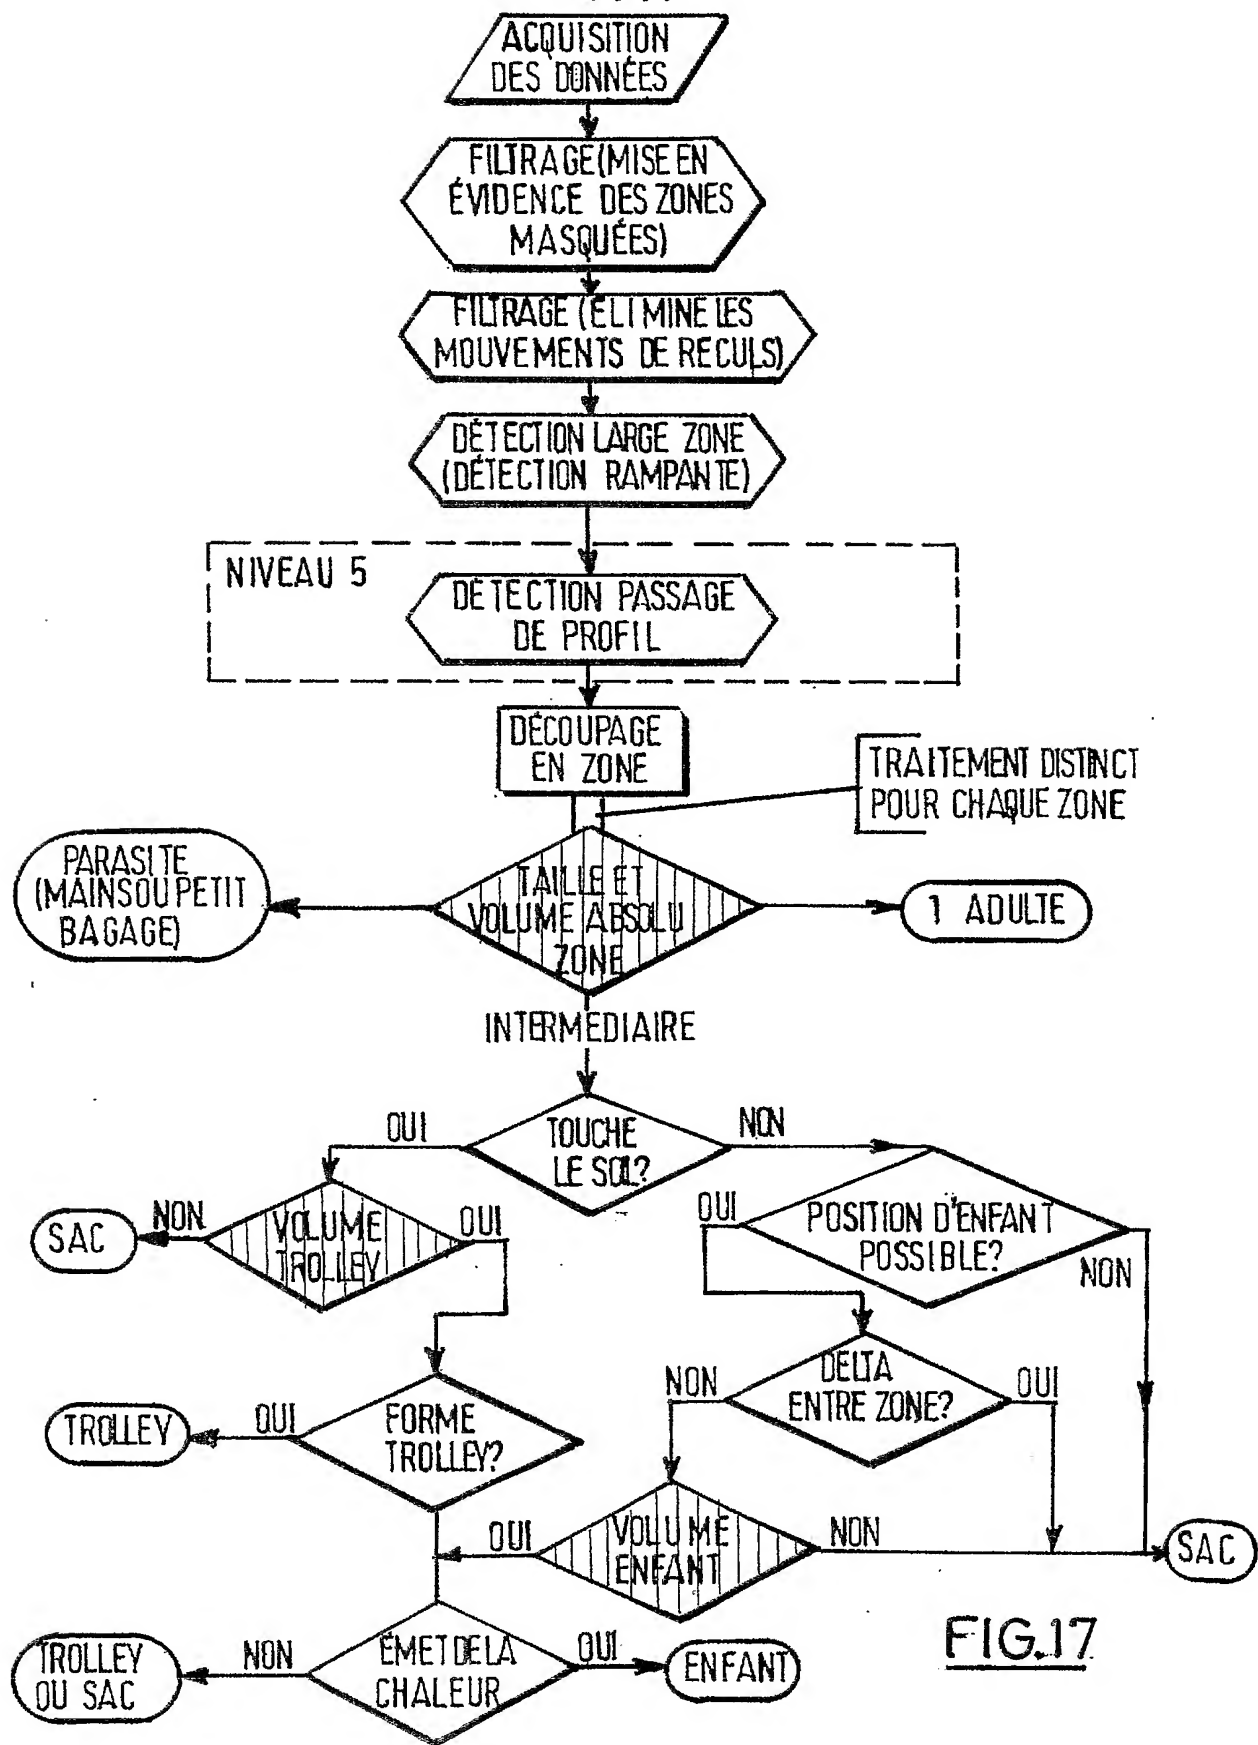 ACQUISITION
DES DONNÉES
FILTRAGE (MISE EN
ÉVIDENCE DES ZONES
MASQUÉES)
FILTRAGE (ÉLIMINE LES
MOUVEMENTS DE RECULS)
DÉTECTION LARGE ZONE
(DÉTECTION RAMPANTE)
NIVEAU 5
DETECTION PASSAGE
DE PROFIL
DÉCOUPAGE
EN ZONE
TRAITEMENT DISTINCT
POUR CHAQUE ZONE
PARASITE
(MAINS OU PETIT
BAGAGE)
TAILLE ET
VOLUME ABSOLU
ZONE
1 ADULTE
INTERMEDIAIRE
OUI
TOUCHE
LE SOL?
NON
SAC
NON
VOLUME
TROLLEY
OUI
OUI
POSITION D'ENFANT
POSSIBLE?
NON
TROLLEY
OUI
FORME
TROLLEY?
NON
DELTA
ENTRE ZONE?
OUI
OUI
VOLUME
ENFANT
NON
SAC
TROLLEY
OU SAC
NON
ÉMET DE LA
CHALEUR
OUI
ENFANT
FIG.17